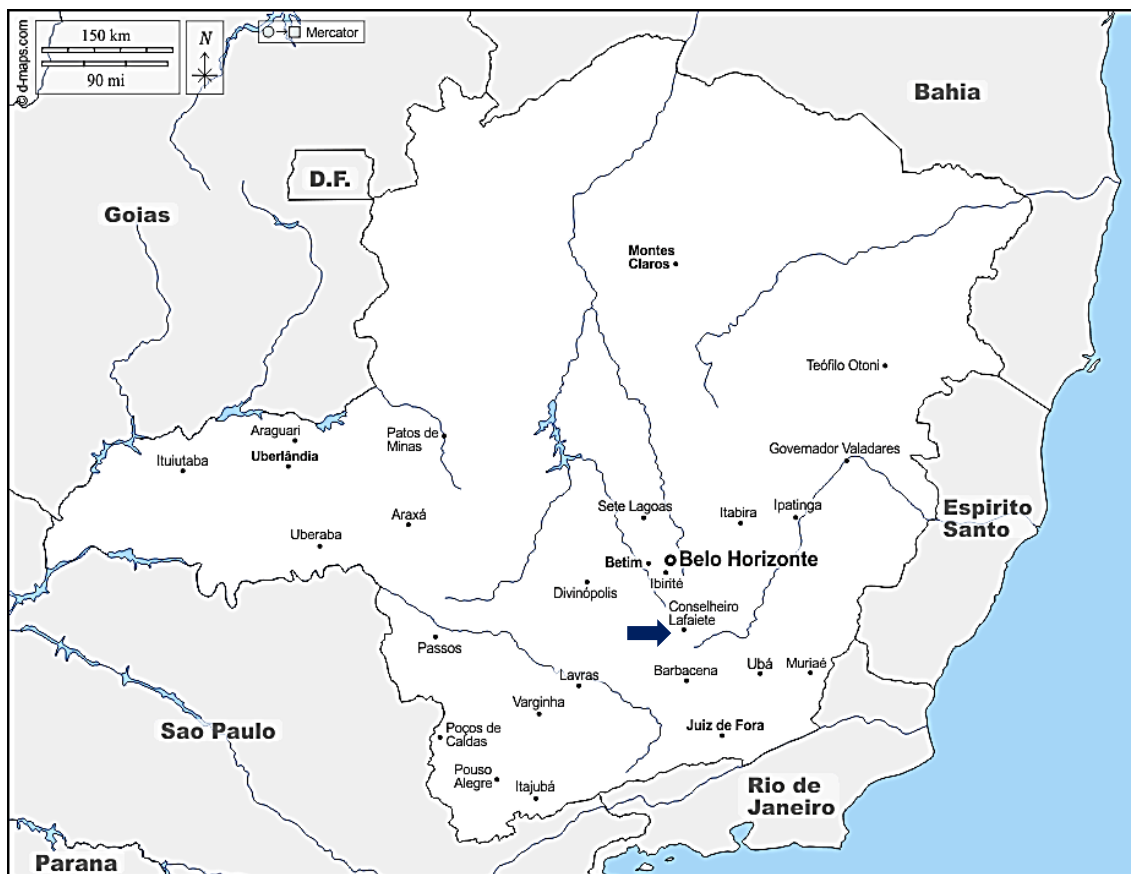 150 km
90 mi
© d-maps.com
N
Mercator
Bahia
D.F.
Goias
Montes
Claros
Teófilo Otoni
Araguari
Uberlândia
Ituiutaba
Patos de
Minas
Governador Valadares
Araxá
Sete Lagoas
Itabira
Ipatinga
Espirito
Santo
Uberaba
Betim
Belo Horizonte
Ibirité
Divinópolis
Conselheiro
Lafaiete
Passos
Lavras
Barbacena
Ubá
Muriaé
Varginha
Sao Paulo
Poços de
Caldas
Juiz de Fora
Pouso
Alegre
Itajubá
Rio de
Janeiro
Parana